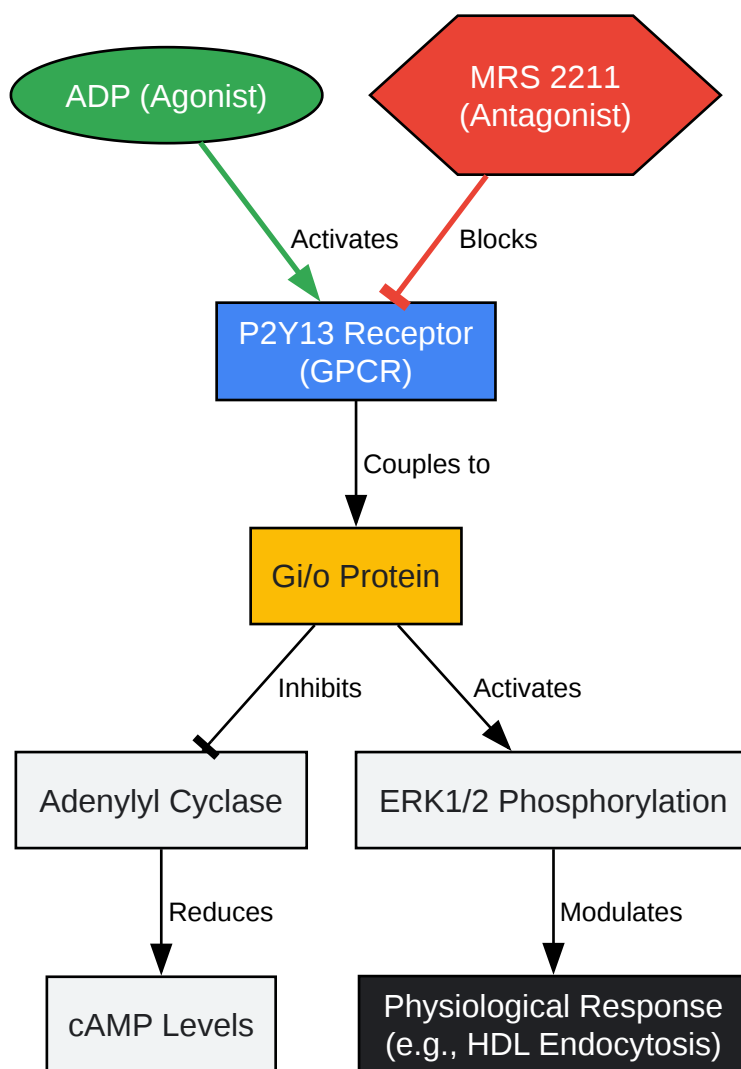 ADP (Agonist)
MRS 2211
(Antagonist)
Activates
Blocks
P2Y13 Receptor
(GPCR)
Couples to
Gi/o Protein
Inhibits
Activates
Adenylyl Cyclase
ERK1/2 Phosphorylation
Reduces
Modulates
cAMP Levels
Physiological Response
(e.g., HDL Endocytosis)